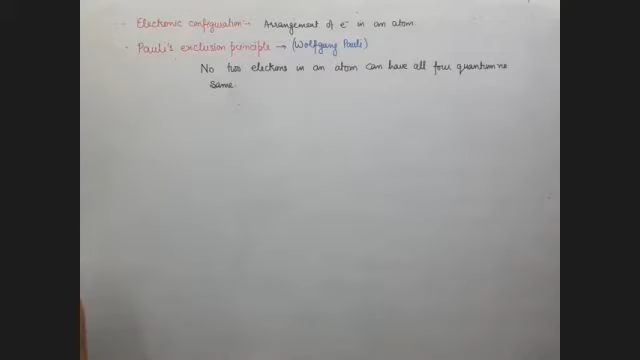 · Electronic configuration - Arrangement of e⁻ in an atom.
· Pauli's exclusion principle → (Wolfgang Pauli)
No two electrons in an atom can have all four quantum no
same.